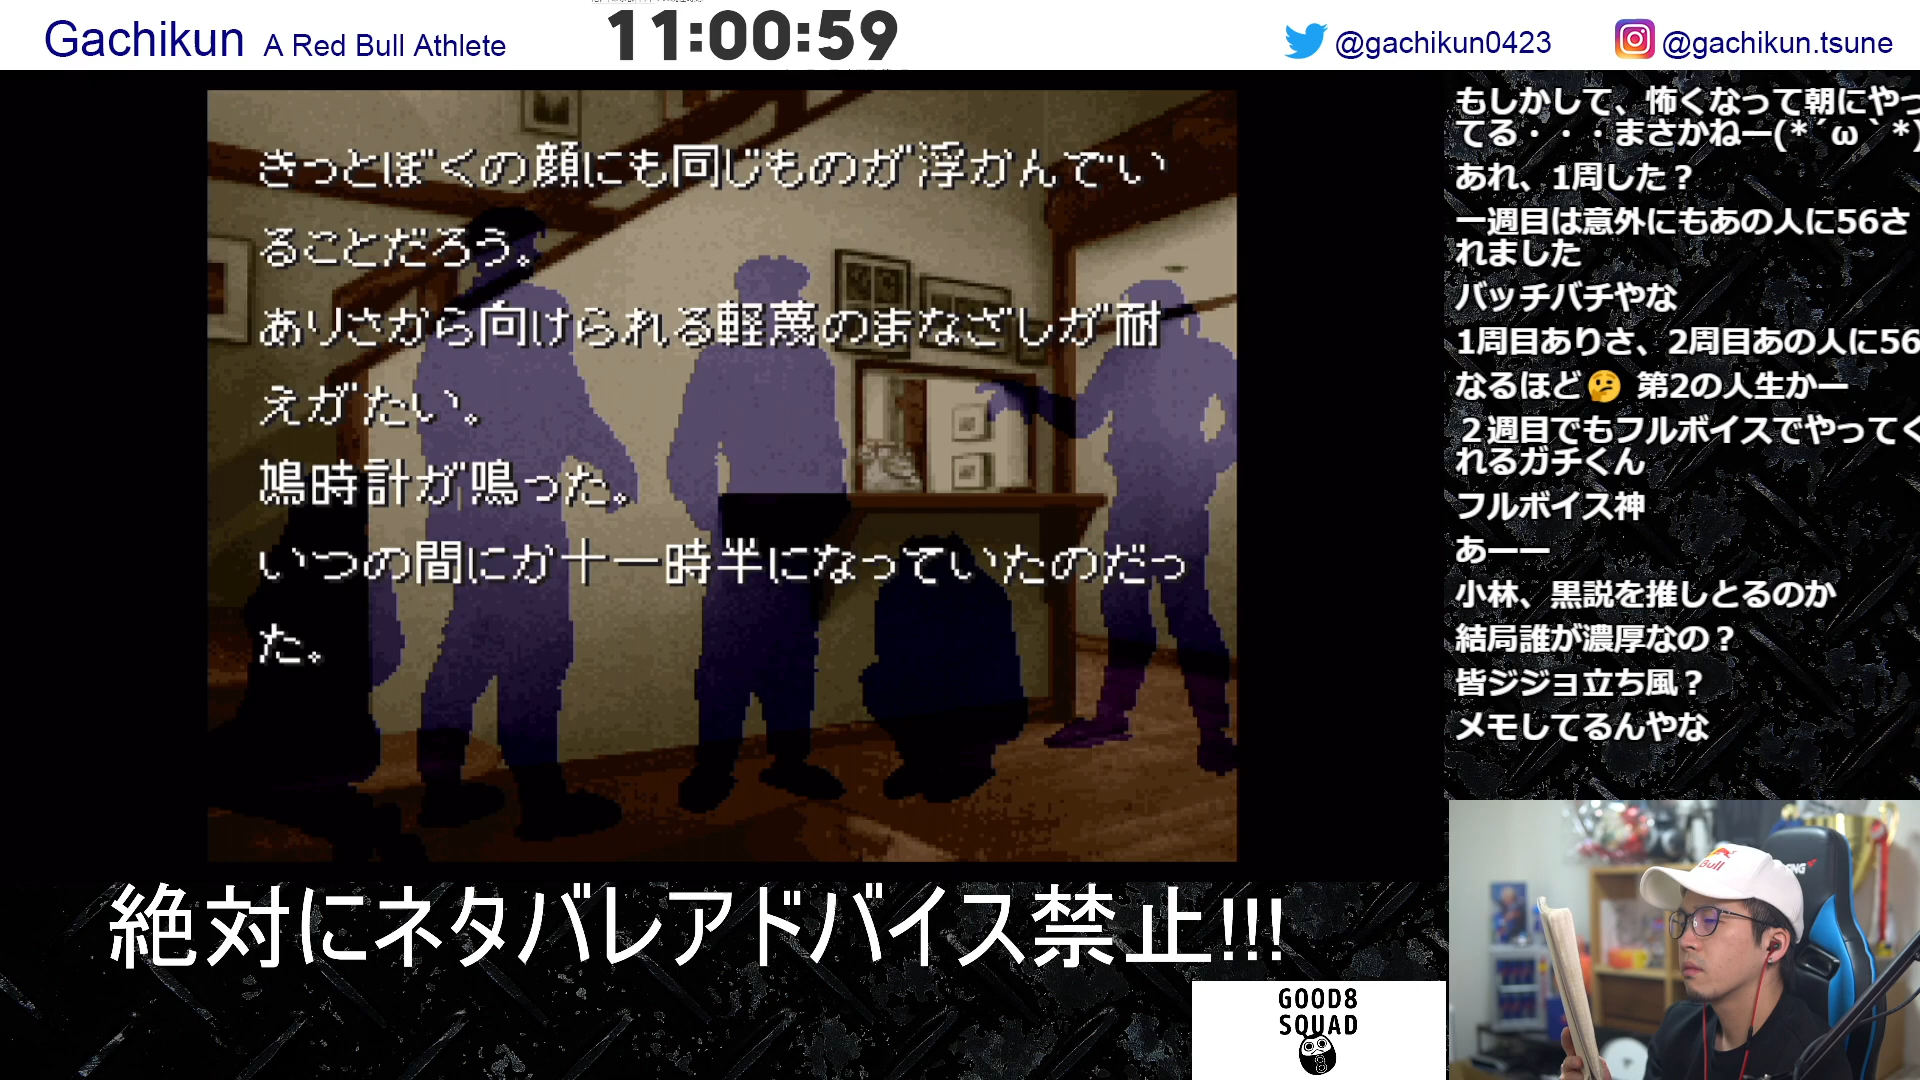 Gachikun A Red Bull Athlete
11:00:59
@gachikun0423
@gachikun.tsune
きっとぼくの顔にも同じものが浮かんでい
ることだろう。
ありさから向けられる軽蔑のまなざしが耐
えがたい。
鳩時計が鳴った。
いつの間にか十一時半になっていたのだっ
た。
もしかして、怖くなって朝にやっ
てる・・・まさかねー(*´ω｀*)
あれ、1周した？
一週目は意外にもあの人に56さ
れました
バッチバチやな
1周目ありさ、2周目あの人に56
なるほど🤔 第2の人生かー
２週目でもフルボイスでやってく
れるガチくん
フルボイス神
あーー
小林、黒説を推しとるのか
結局誰が濃厚なの？
皆ジジョ立ち風？
メモしてるんやな
絶対にネタバレアドバイス禁止!!!
GOOD8
SQUAD
Bull